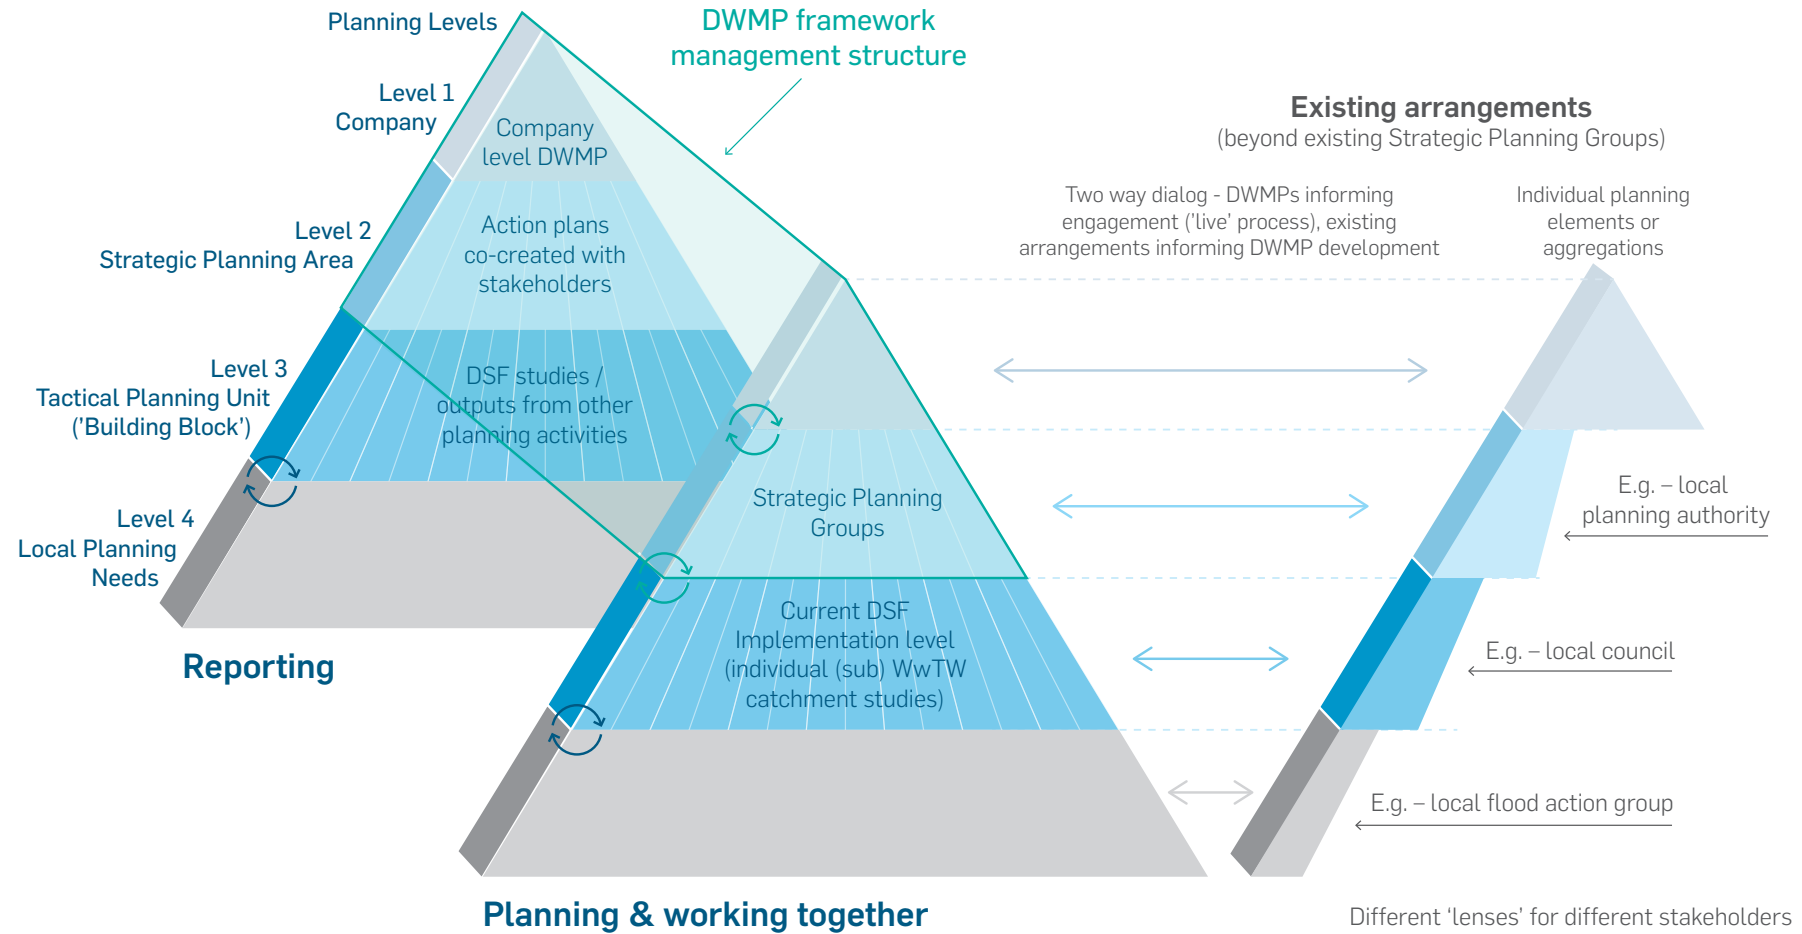 Planning Levels
DWMP framework
management structure
Level 1
Company
Company
level DWMP
Level 2
Strategic Planning Area
Action plans
co-created with
stakeholders
Level 3
Tactical Planning Unit
('Building Block')
DSF studies /
outputs from other
planning activities
Level 4
Local Planning
Needs
Reporting
Strategic Planning
Groups
Current DSF
Implementation level
(individual (sub) WwTW
catchment studies)
Planning & working together
Existing arrangements
(beyond existing Strategic Planning Groups)
Two way dialog - DWMPs informing
engagement ('live' process), existing
arrangements informing DWMP development
Individual planning
elements or
aggregations
E.g. – local
planning authority
E.g. – local council
E.g. – local flood action group
Different ‘lenses’ for different stakeholders